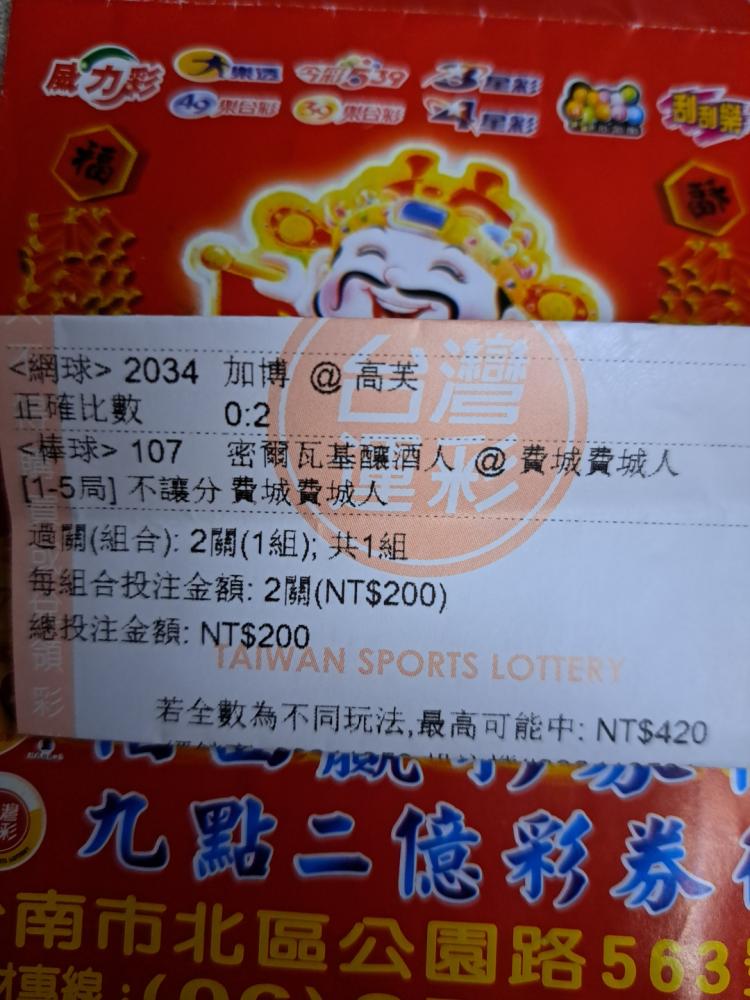 威力彩 大樂透 今彩539 3星彩
49樂合彩 39樂合彩 4星彩 刮刮樂
福 福
<網球> 2034 加博 @ 高芙
正確比數 0:2
<棒球> 107 密爾瓦基釀酒人 @ 費城費城人
[1-5局] 不讓分 費城費城人
過關(組合): 2關(1組); 共1組
每組合投注金額: 2關(NT$200)
總投注金額: NT$200
台灣運彩
TAIWAN SPORTS LOTTERY
若全數為不同玩法,最高可能中: NT$420
九點二億彩券
台南市北區公園路563
財專線:(06)